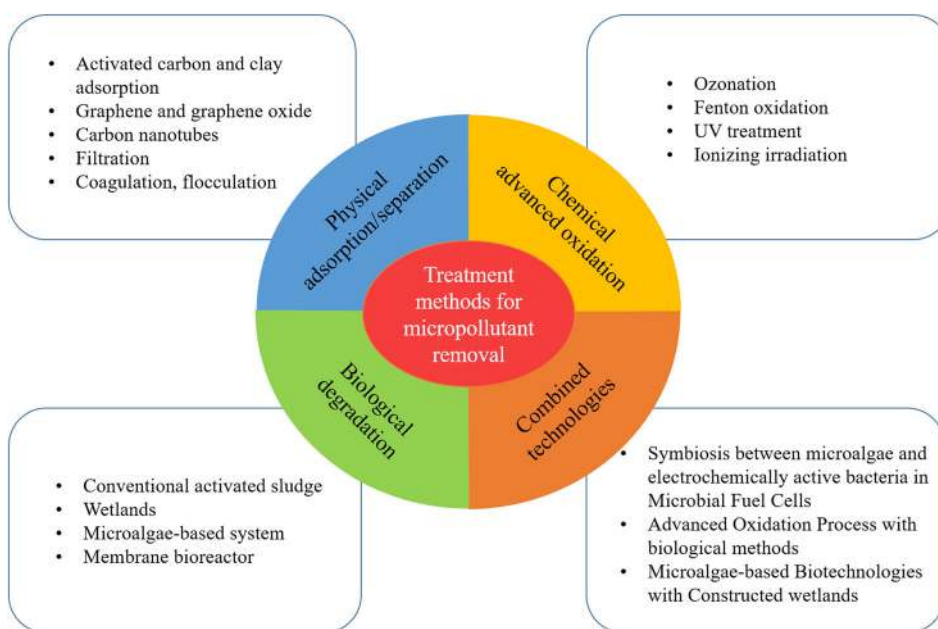 • Activated carbon and clay
adsorption
• Graphene and graphene oxide
• Carbon nanotubes
• Filtration
• Coagulation, flocculation
• Ozonation
• Fenton oxidation
• UV treatment
• Ionizing irradiation
Physical
adsorption/separation
Chemical
advanced oxidation
Treatment
methods for
micropollutant
removal
Biological
degradation
Combined
technologies
• Conventional activated sludge
• Wetlands
• Microalgae-based system
• Membrane bioreactor
• Symbiosis between microalgae and
electrochemically active bacteria in
Microbial Fuel Cells
• Advanced Oxidation Process with
biological methods
• Microalgae-based Biotechnologies
with Constructed wetlands